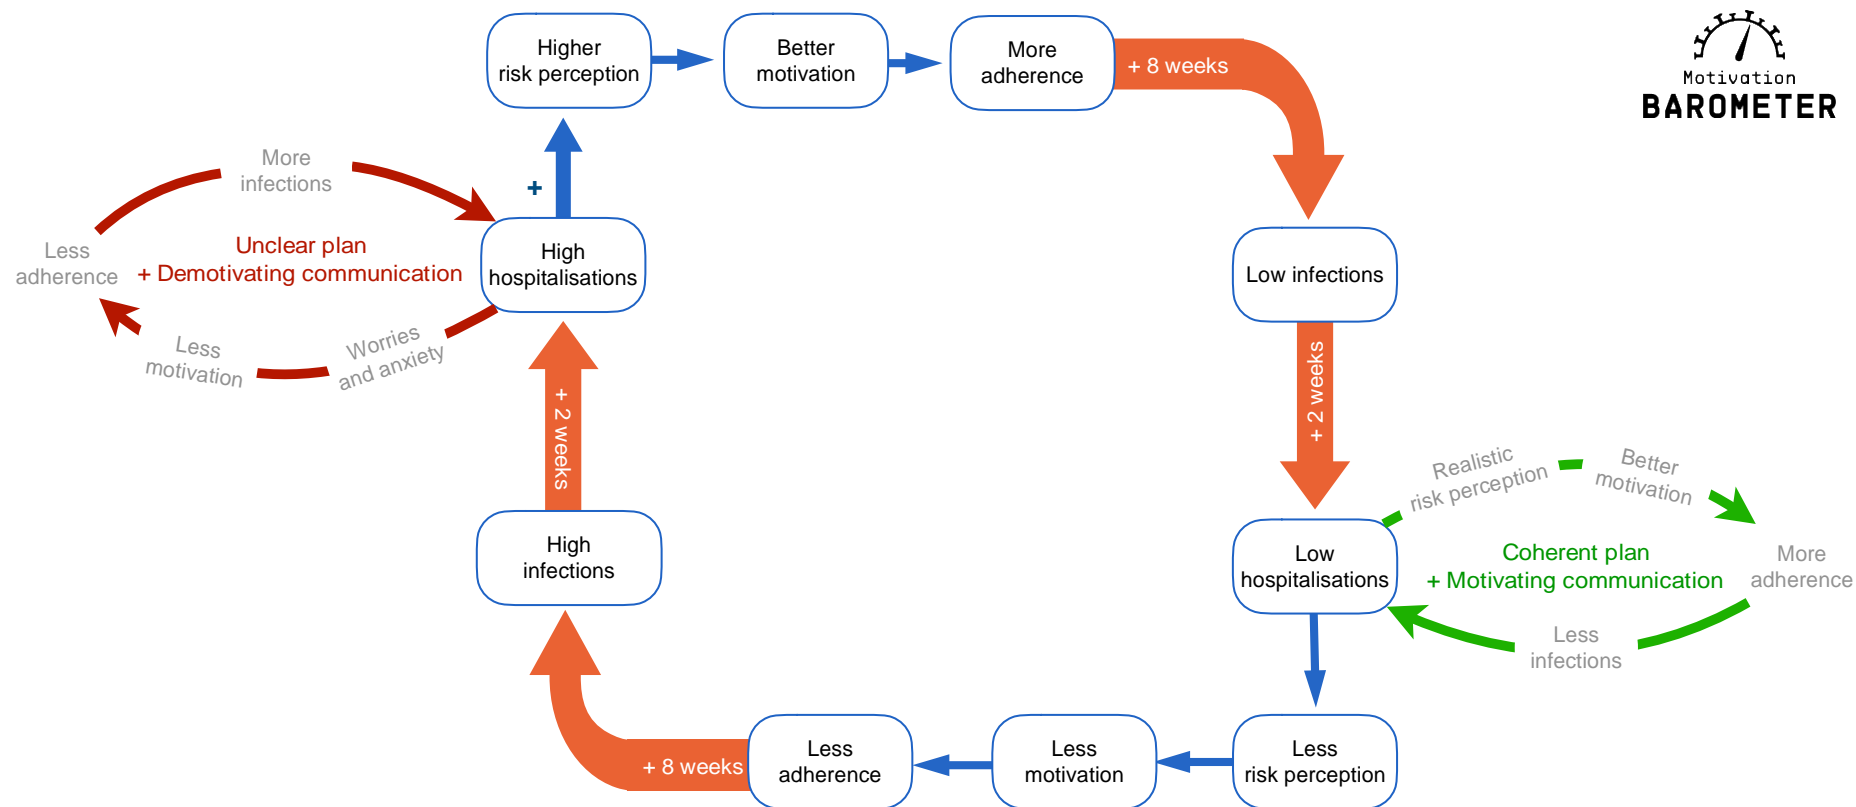 Higher
risk perception
Better
motivation
More
adherence
+ 8 weeks
Motivation
BAROMETER
More
infections
+
Less
adherence
Unclear plan
+ Demotivating communication
High
hospitalisations
Low infections
Less
motivation
Worries
and anxiety
+ 2 weeks
+ 2 weeks
Realistic
risk perception
Better
motivation
High
infections
Low
hospitalisations
Coherent plan
+ Motivating communication
More
adherence
Less
infections
+ 8 weeks
Less
adherence
Less
motivation
Less
risk perception